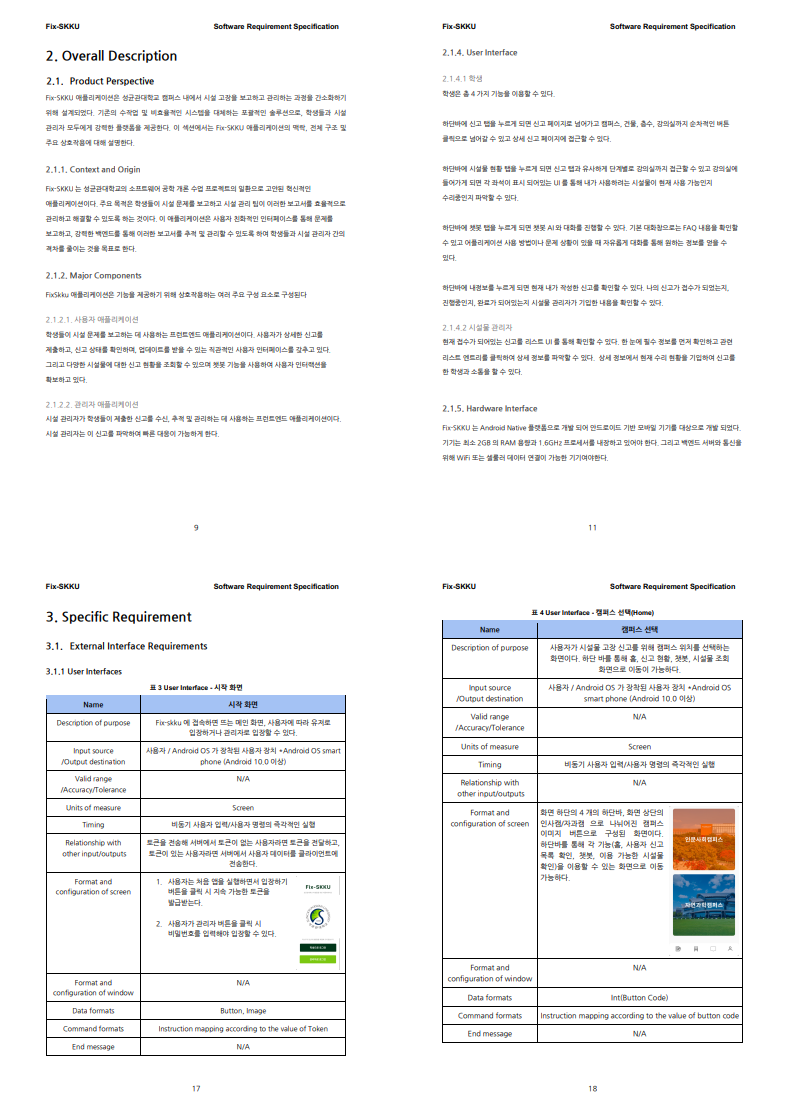 Fix-SKKU Software Requirement Specification
2. Overall Description
2.1. Product Perspective
Fix-SKKU 애플리케이션은 성균관대학교 캠퍼스 내에서 시설 고장을 보고하고 관리하는 과정을 간소화하기
위해 설계되었다. 기존의 수작업 및 비효율적인 시스템을 대체하는 포괄적인 솔루션으로, 학생들과 시설
관리자 모두에게 강력한 플랫폼을 제공한다. 이 섹션에서는 Fix-SKKU 애플리케이션의 맥락, 전체 구조 및
주요 상호작용에 대해 설명한다.
2.1.1. Context and Origin
Fix-SKKU 는 성균관대학교의 소프트웨어 공학 개론 수업 프로젝트의 일환으로 고안된 혁신적인
애플리케이션이다. 주요 목적은 학생들이 시설 문제를 보고하고 시설 관리 팀이 이러한 보고서를 효율적으로
관리하고 해결할 수 있도록 하는 것이다. 이 애플리케이션은 사용자 친화적인 인터페이스를 통해 문제를
보고하고, 강력한 백엔드를 통해 이러한 보고서를 추적 및 관리할 수 있도록 하여 학생들과 시설 관리자 간의
격차를 줄이는 것을 목표로 한다.
2.1.2. Major Components
FixSkku 애플리케이션은 기능을 제공하기 위해 상호작용하는 여러 주요 구성 요소로 구성된다
2.1.2.1. 사용자 애플리케이션
학생들이 시설 문제를 보고하는 데 사용하는 프런트엔드 애플리케이션이다. 사용자가 상세한 신고를
제출하고, 신고 상태를 확인하며, 업데이트를 받을 수 있는 직관적인 사용자 인터페이스를 갖추고 있다.
그리고 다양한 시설물에 대한 신고 현황을 조회할 수 있으며 챗봇 기능을 사용하여 사용자 인터랙션을
확보하고 있다.
2.1.2.2. 관리자 애플리케이션
시설 관리자가 학생들이 제출한 신고를 수신, 추적 및 관리하는 데 사용하는 프런트엔드 애플리케이션이다.
시설 관리자는 이 신고를 파악하여 빠른 대응이 가능하게 한다.
9
Fix-SKKU Software Requirement Specification
2.1.4. User Interface
2.1.4.1 학생
학생은 총 4 가지 기능을 이용할 수 있다.
하단바에 신고 탭을 누르게 되면 신고 페이지로 넘어가고 캠퍼스, 건물, 층수, 강의실까지 순차적인 버튼
클릭으로 넘어갈 수 있고 상세 신고 페이지에 접근할 수 있다.
하단바에 시설물 현황 탭을 누르게 되면 신고 탭과 유사하게 단계별로 강의실까지 접근할 수 있고 강의실에
들어가게 되면 각 좌석이 표시 되어있는 UI 를 통해 내가 사용하려는 시설물이 현재 사용 가능인지
수리중인지 파악할 수 있다.
하단바에 챗봇 탭을 누르게 되면 챗봇 AI 와 대화를 진행할 수 있다. 기본 대화창으로는 FAQ 내용을 확인할
수 있고 어플리케이션 사용 방법이나 문제 상황이 있을 때 자유롭게 대화를 통해 원하는 정보를 얻을 수
있다.
하단바에 내정보를 누르게 되면 현재 내가 작성한 신고를 확인할 수 있다. 나의 신고가 접수가 되었는지,
진행중인지, 완료가 되어있는지 시설물 관리자가 기입한 내용을 확인할 수 있다.
2.1.4.2 시설물 관리자
현재 접수가 되어있는 신고를 리스트 UI 를 통해 확인할 수 있다. 한 눈에 필수 정보를 먼저 확인하고 관련
리스트 엔트리를 클릭하여 상세 정보를 파악할 수 있다. 상세 정보에서 현재 수리 현황을 기입하여 신고를
한 학생과 소통을 할 수 있다.
2.1.5. Hardware Interface
Fix-SKKU 는 Android Native 플랫폼으로 개발 되어 안드로이드 기반 모바일 기기를 대상으로 개발 되었다.
기기는 최소 2GB 의 RAM 용량과 1.6GHz 프로세서를 내장하고 있어야 한다. 그리고 백엔드 서버와 통신을
위해 WiFi 또는 셀룰러 데이터 연결이 가능한 기기여야한다.
11
Fix-SKKU Software Requirement Specification
3. Specific Requirement
3.1. External Interface Requirements
3.1.1 User Interfaces
표 3 User Interface - 시작 화면
Name 시작 화면
Description of purpose Fix-skku 에 접속하면 뜨는 메인 화면, 사용자에 따라 유저로
입장하거나 관리자로 입장할 수 있다.
Input source 사용자 / Android OS 가 장착된 사용자 장치 *Android OS smart
/Output destination phone (Android 10.0 이상)
Valid range N/A
/Accuracy/Tolerance
Units of measure Screen
Timing 비동기 사용자 입력/사용자 명령의 즉각적인 실행
Relationship with 토큰을 전송해 서버에서 토큰이 없는 사용자라면 토큰을 전달하고,
other input/outputs 토큰이 있는 사용자라면 서버에서 사용자 데이터를 클라이언트에
전송한다.
Format and 1. 사용자는 처음 앱을 실행하면서 입장하기
configuration of screen 버튼을 클릭 시 지속 가능한 토큰을
발급받는다.
2. 사용자가 관리자 버튼을 클릭 시
비밀번호를 입력해야 입장할 수 있다.
Fix-SKKU
Format and N/A
configuration of window
Data formats Button, Image
Command formats Instruction mapping according to the value of Token
End message N/A
17
Fix-SKKU Software Requirement Specification
표 4 User Interface - 캠퍼스 선택(Home)
Name 캠퍼스 선택
Description of purpose 사용자가 시설물 고장 신고를 위해 캠퍼스 위치를 선택하는
화면이다. 하단 바를 통해 홈, 신고 현황, 챗봇, 시설물 조회
화면으로 이동이 가능하다.
Input source 사용자 / Android OS 가 장착된 사용자 장치 *Android OS
/Output destination smart phone (Android 10.0 이상)
Valid range N/A
/Accuracy/Tolerance
Units of measure Screen
Timing 비동기 사용자 입력/사용자 명령의 즉각적인 실행
Relationship with N/A
other input/outputs
Format and 화면 하단의 4 개의 하단바, 화면 상단의
configuration of screen 인사캠/자과캠 으로 나뉘어진 캠퍼스
이미지 버튼으로 구성된 화면이다.
하단바를 통해 각 기능(홈, 사용자 신고
목록 확인, 챗봇, 이용 가능한 시설물
확인)을 이용할 수 있는 화면으로 이동
가능하다.
인문사회캠퍼스
자연과학캠퍼스
Format and N/A
configuration of window
Data formats Int(Button Code)
Command formats Instruction mapping according to the value of button code
End message N/A
18